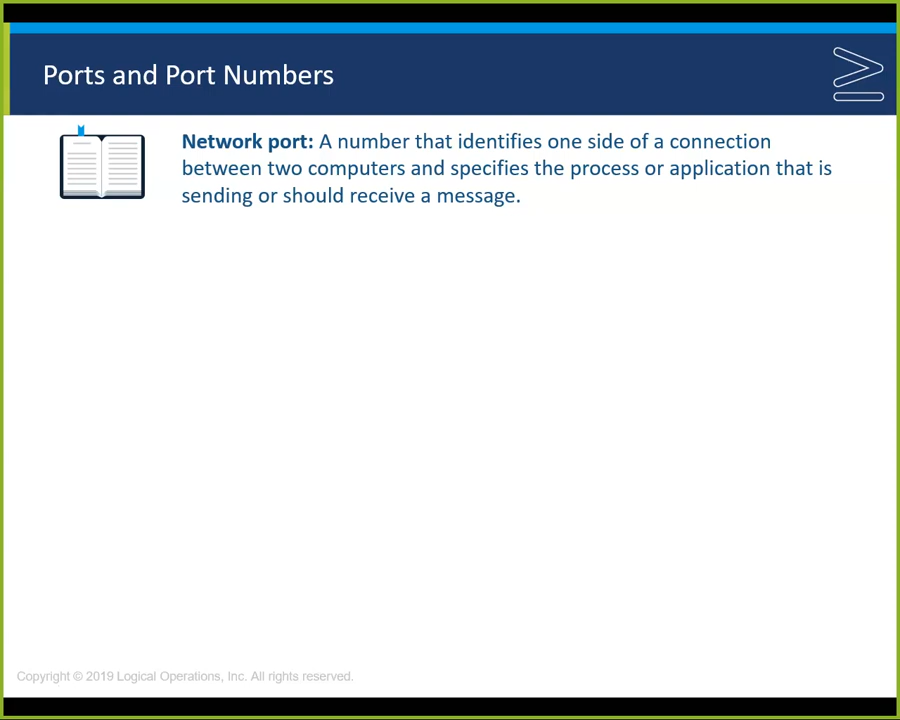 Ports and Port Numbers
Network port: A number that identifies one side of a connection
between two computers and specifies the process or application that is
sending or should receive a message.
Copyright © 2019 Logical Operations, Inc. All rights reserved.